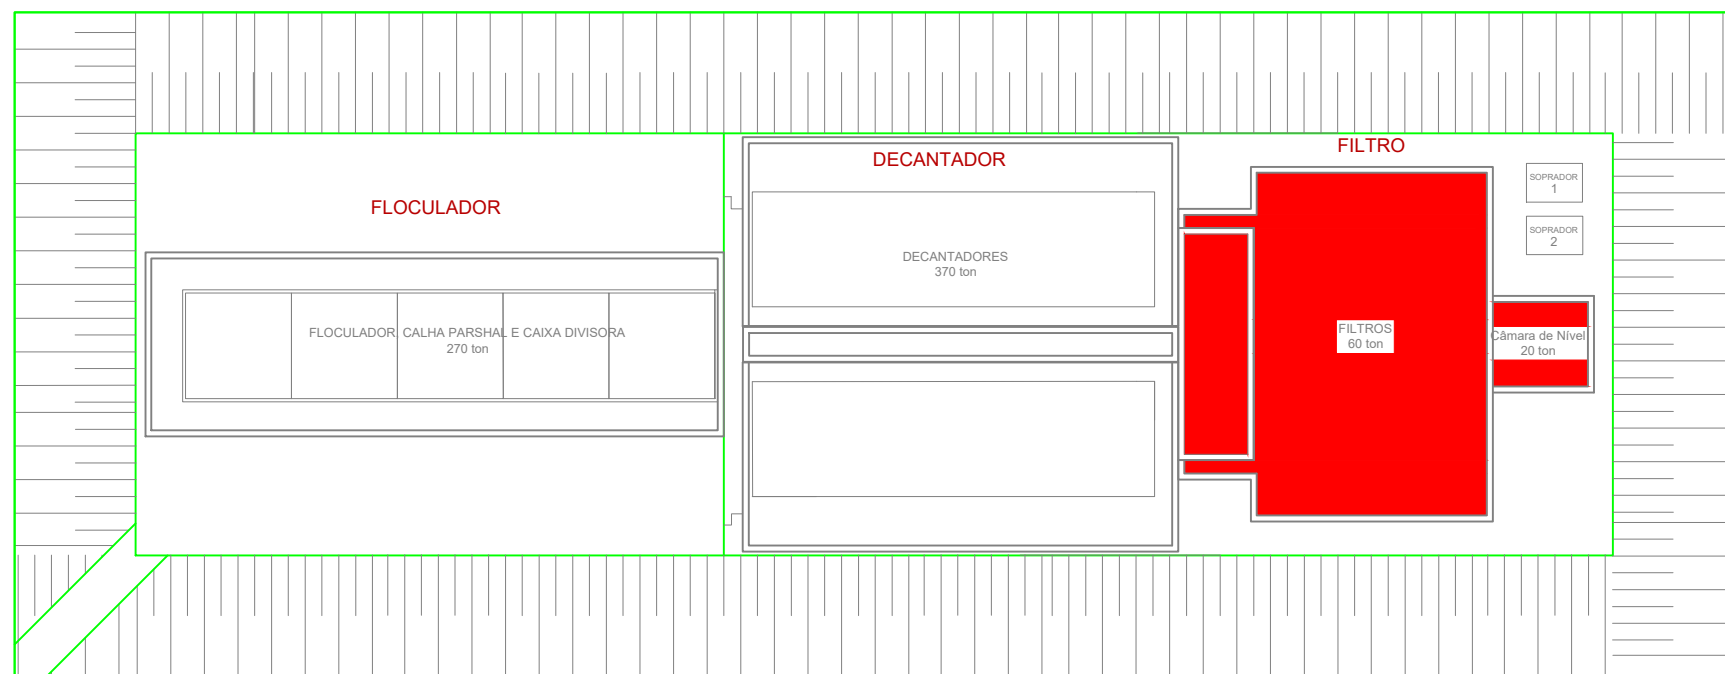 FLOCULADOR
DECANTADOR
FILTRO
SOPRADOR
1
SOPRADOR
2
DECANTADORES
370 ton
FLOCULADOR, CALHA PARSHAL E CAIXA DIVISORA
270 ton
FILTROS
60 ton
Câmara de Nível
20 ton